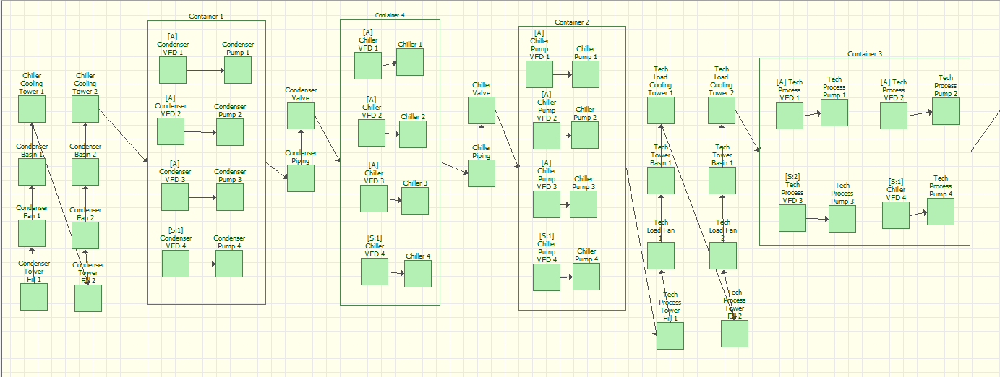 Chiller
Cooling
Tower 1
Chiller
Cooling
Tower 2
Condenser
Basin 1
Condenser
Basin 2
Condenser
Fan 1
Condenser
Fan 2
Condenser
Tower
Fill 1
Condenser
Tower
Fill 2
Container 1
[A]
Condenser
VFD 1
Condenser
Pump 1
[A]
Condenser
VFD 2
Condenser
Pump 2
[A]
Condenser
VFD 3
Condenser
Pump 3
[S:1]
Condenser
VFD 4
Condenser
Pump 4
Condenser
Valve
Condenser
Piping
Container 4
[A]
Chiller
VFD 1
Chiller 1
[A]
Chiller
VFD 2
Chiller 2
[A]
Chiller
VFD 3
Chiller 3
[S:1]
Chiller
VFD 4
Chiller 4
Chiller
Valve
Chiller
Piping
Container 2
[A]
Chiller
Pump
VFD 1
Chiller
Pump 1
[A]
Chiller
Pump
VFD 2
Chiller
Pump 2
[A]
Chiller
Pump
VFD 3
Chiller
Pump 3
[S:1]
Chiller
Pump
VFD 4
Chiller
Pump 4
Tech
Load
Cooling
Tower 1
Tech
Load
Cooling
Tower 2
Tech
Tower
Basin 1
Tech
Tower
Basin 1
Tech
Load Fan
1
Tech
Load Fan
2
Tech
Process
Tower
Fill 1
Tech
Process
Tower
Fill 2
Container 3
[A] Tech
Process
VFD 1
Tech
Process
Pump 1
[A] Tech
Process
VFD 2
Tech
Process
Pump 2
[S:2]
Tech
Process
VFD 3
Tech
Process
Pump 3
[S:1]
Chiller
VFD 4
Tech
Process
Pump 4